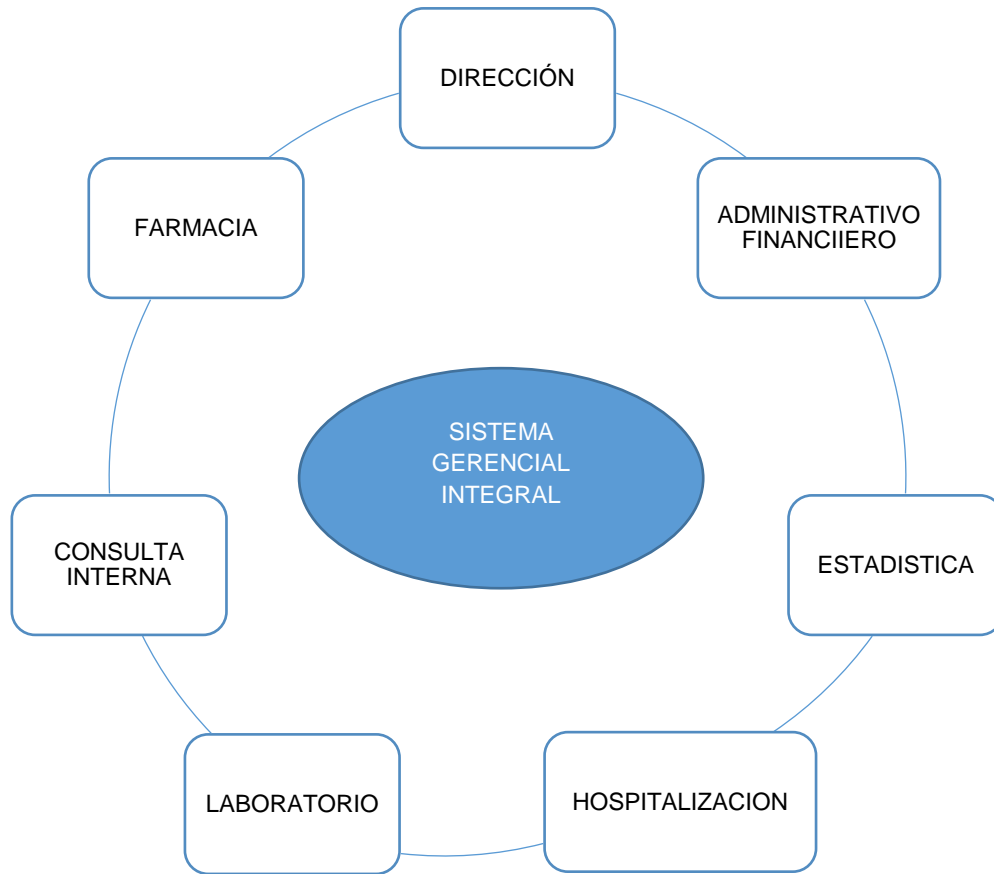 DIRECCIÓN
FARMACIA
ADMINISTRATIVO
FINANCIIERO
SISTEMA
GERENCIAL
INTEGRAL
CONSULTA
INTERNA
ESTADISTICA
LABORATORIO
HOSPITALIZACION